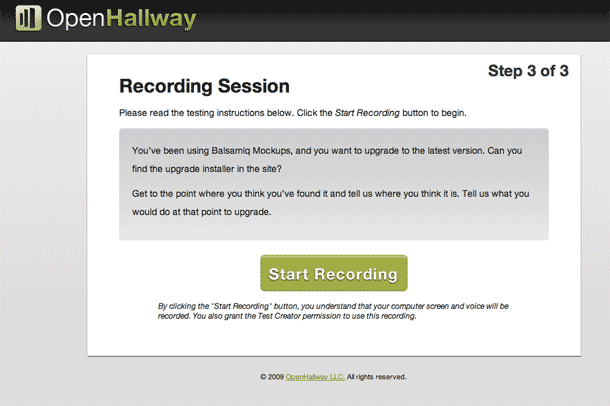 OpenHallway
Step 3 of 3
Recording Session
Please read the testing instructions below. Click the Start Recording button to begin.
You've been using Balsamiq Mockups, and you want to upgrade to the latest version. Can you
find the upgrade installer in the site?
Get to the point where you think you've found it and tell us where you think it is. Tell us what you
would do at that point to upgrade.
Start Recording
By clicking the "Start Recording" button, you understand that your computer screen and voice will be
recorded. You also grant the Test Creator permission to use this recording.
© 2009 OpenHallway LLC. All rights reserved.